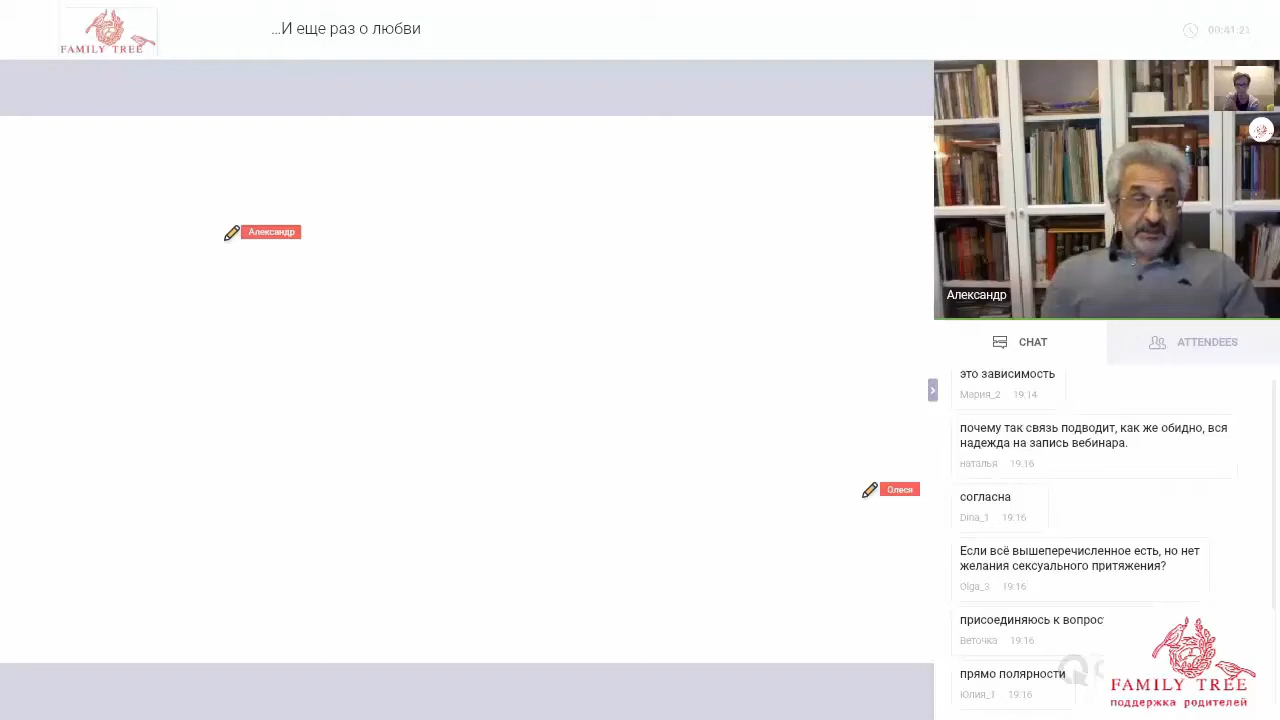 FAMILY TREE
...И еще раз о любви
00:41:21
Александр
Олеся
Александр
CHAT
ATTENDEES
это зависимость
Мария_2 19:14
почему так связь подводит, как же обидно, вся
надежда на запись вебинара.
наталья 19:16
согласна
Dina_1 19:16
Если всё вышеперечисленное есть, но нет
желания сексуального притяжения?
Olga_3 19:16
присоединяюсь к вопрос
Веточка 19:16
прямо полярности
Юлия_1 19:16
FAMILY TREE
поддержка родителей